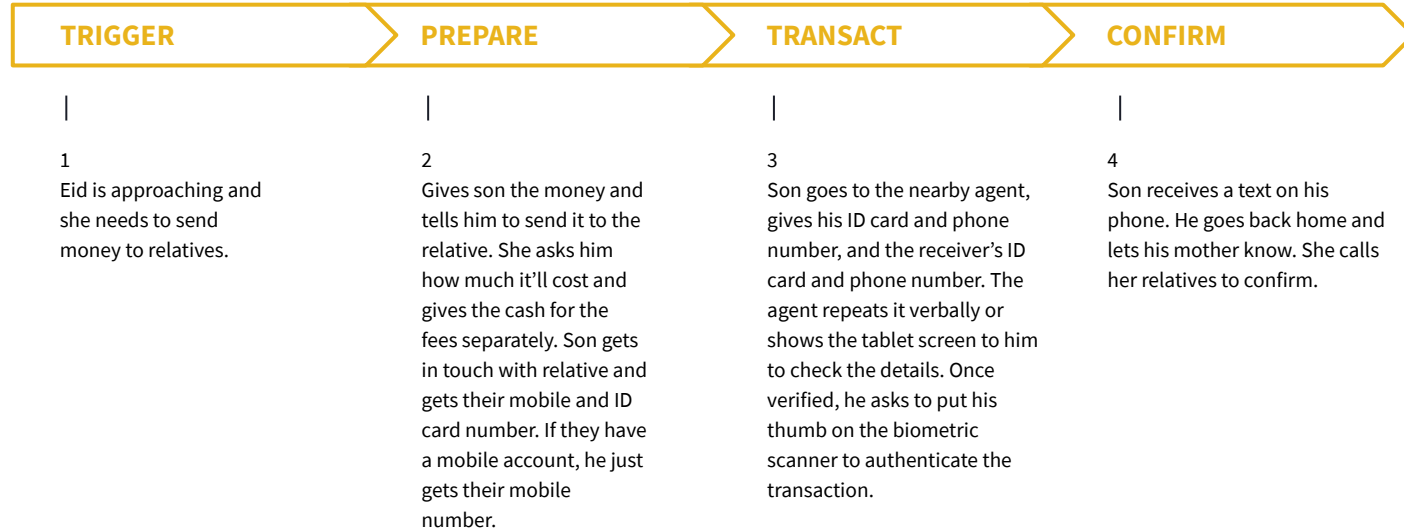 TRIGGER
PREPARE
TRANSACT
CONFIRM
1
Eid is approaching and
she needs to send
money to relatives.
2
Gives son the money and
tells him to send it to the
relative. She asks him
how much it’ll cost and
gives the cash for the
fees separately. Son gets
in touch with relative and
gets their mobile and ID
card number. If they have
a mobile account, he just
gets their mobile
number.
3
Son goes to the nearby agent,
gives his ID card and phone
number, and the receiver’s ID
card and phone number. The
agent repeats it verbally or
shows the tablet screen to him
to check the details. Once
verified, he asks to put his
thumb on the biometric
scanner to authenticate the
transaction.
4
Son receives a text on his
phone. He goes back home and
lets his mother know. She calls
her relatives to confirm.